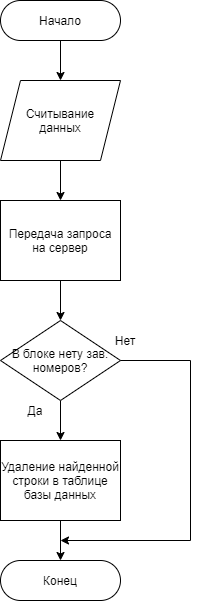 Начало
Считывание
данных
Передача запроса
на сервер
В блоке нету зав.
номеров?
Нет
Да
Удаление найденной
строки в таблице
базы данных
Конец